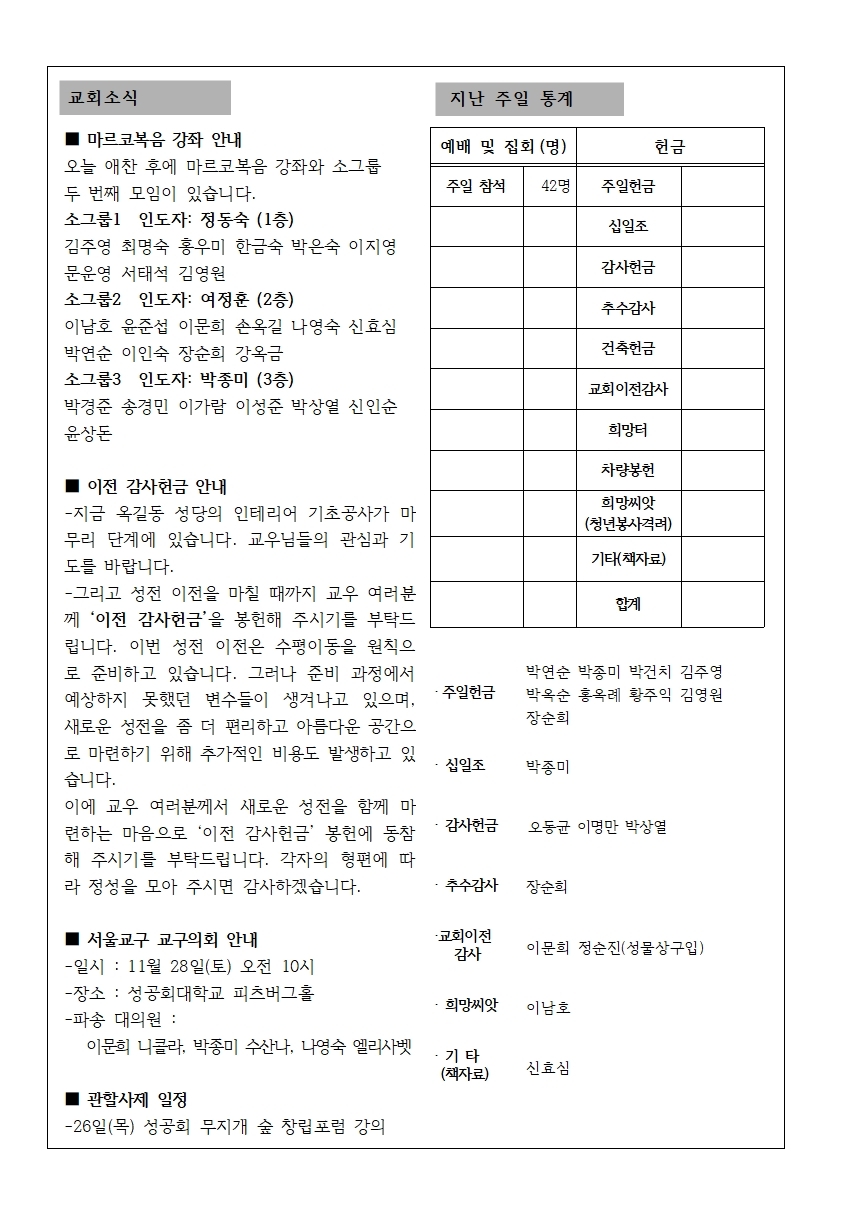 교회소식
■ 마르코복음 강좌 안내
오늘 애찬 후에 마르코복음 강좌와 소그룹
두 번째 모임이 있습니다.
소그룹1 인도자: 정동숙 (1층)
김주영 최명숙 홍우미 한금숙 박은숙 이지영
문운영 서태석 김영원
소그룹2 인도자: 여정훈 (2층)
이남호 윤준섭 이문희 손옥길 나영숙 신효심
박연순 이인숙 장순희 강옥금
소그룹3 인도자: 박종미 (3층)
박경준 송경민 이가람 이성준 박상열 신인순
윤상돈
■ 이전 감사헌금 안내
-지금 옥길동 성당의 인테리어 기초공사가 마
무리 단계에 있습니다. 교우님들의 관심과 기
도를 바랍니다.
-그리고 성전 이전을 마칠 때까지 교우 여러분
께 ‘이전 감사헌금’을 봉헌해 주시기를 부탁드
립니다. 이번 성전 이전은 수평이동을 원칙으
로 준비하고 있습니다. 그러나 준비 과정에서
예상하지 못했던 변수들이 생겨나고 있으며,
새로운 성전을 좀 더 편리하고 아름다운 공간으
로 마련하기 위해 추가적인 비용도 발생하고 있
습니다.
이에 교우 여러분께서 새로운 성전을 함께 마
련하는 마음으로 ‘이전 감사헌금’ 봉헌에 동참
해 주시기를 부탁드립니다. 각자의 형편에 따
라 정성을 모아 주시면 감사하겠습니다.
■ 서울교구 교구의회 안내
-일시 : 11월 28일(토) 오전 10시
-장소 : 성공회대학교 피츠버그홀
-파송 대의원 :
이문희 니콜라, 박종미 수산나, 나영숙 엘리사벳
■ 관할사제 일정
-26일(목) 성공회 무지개 숲 창립포럼 강의
지난 주일 통계
예배 및 집회(명) 헌금
주일 참석 42명 주일헌금
십일조
감사헌금
추수감사
건축헌금
교회이전감사
희망터
차량봉헌
희망씨앗
(청년봉사격려)
기타(책자료)
합계
박연순 박종미 박건치 김주영
· 주일헌금 박옥순 홍옥례 황주익 김영원
장순희
· 십일조 박종미
· 감사헌금 오동균 이명만 박상열
· 추수감사 장순희
·교회이전
감사 이문희 정순진(성물상구입)
· 희망씨앗 이남호
· 기 타
(책자료) 신효심